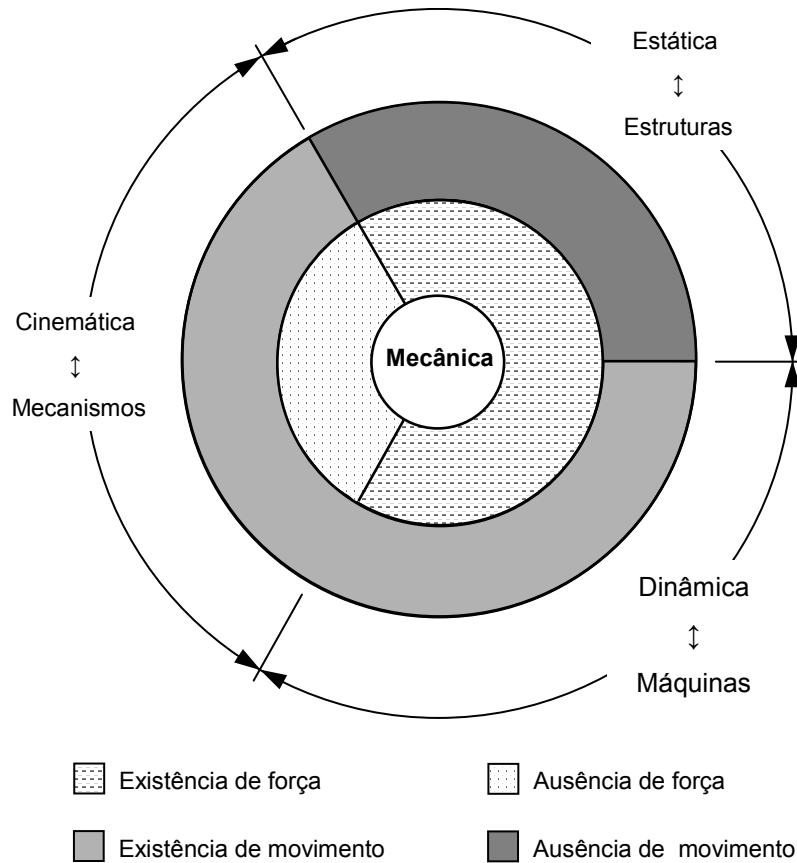 Estática
↕
Estruturas
Cinemática
↕
Mecanismos
Mecânica
Dinâmica
↕
Máquinas
Existência de força
Ausência de força
Existência de movimento
Ausência de movimento